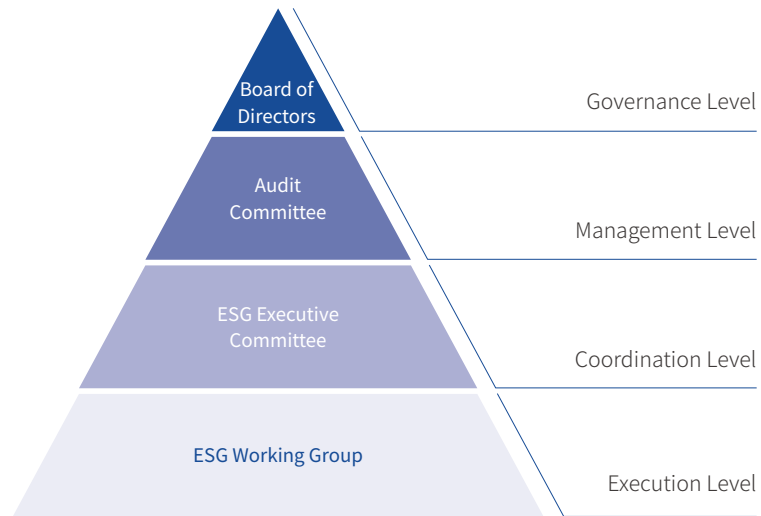 Board of
Directors
Governance Level
Audit
Committee
Management Level
ESG Executive
Committee
Coordination Level
ESG Working Group
Execution Level